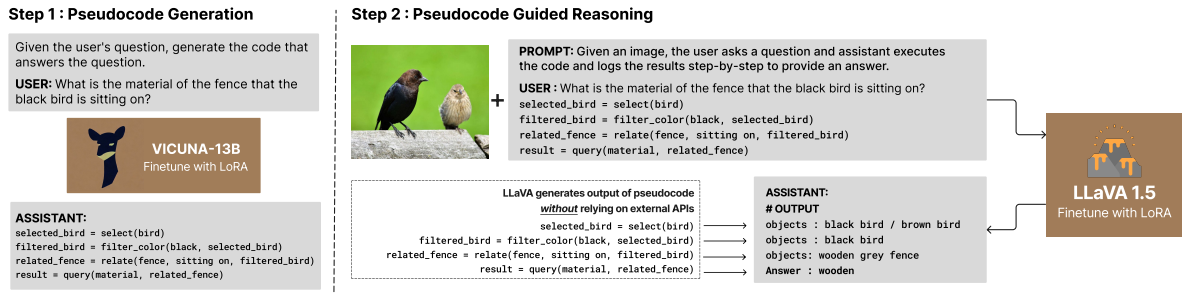 Step 1 : Pseudocode Generation
Given the user's question, generate the code that
answers the question.
USER: What is the material of the fence that the
black bird is sitting on?
VICUNA-13B
Finetune with LoRA
ASSISTANT:
selected_bird = select(bird)
filtered_bird = filter_color(black, selected_bird)
related_fence = relate(fence, sitting on, filtered_bird)
result = query(material, related_fence)
Step 2 : Pseudocode Guided Reasoning
+
PROMPT: Given an image, the user asks a question and assistant executes
the code and logs the results step-by-step to provide an answer.
USER : What is the material of the fence that the black bird is sitting on?
selected_bird = select(bird)
filtered_bird = filter_color(black, selected_bird)
related_fence = relate(fence, sitting on, filtered_bird)
result = query(material, related_fence)
LLaVA 1.5
Finetune with LoRA
LLaVA generates output of pseudocode
without relying on external APIs
selected_bird = select(bird)
filtered_bird = filter_color(black, selected_bird)
related_fence = relate(fence, sitting on, filtered_bird)
result = query(material, related_fence)
ASSISTANT:
# OUTPUT
objects : black bird / brown bird
objects : black bird
objects: wooden grey fence
Answer : wooden